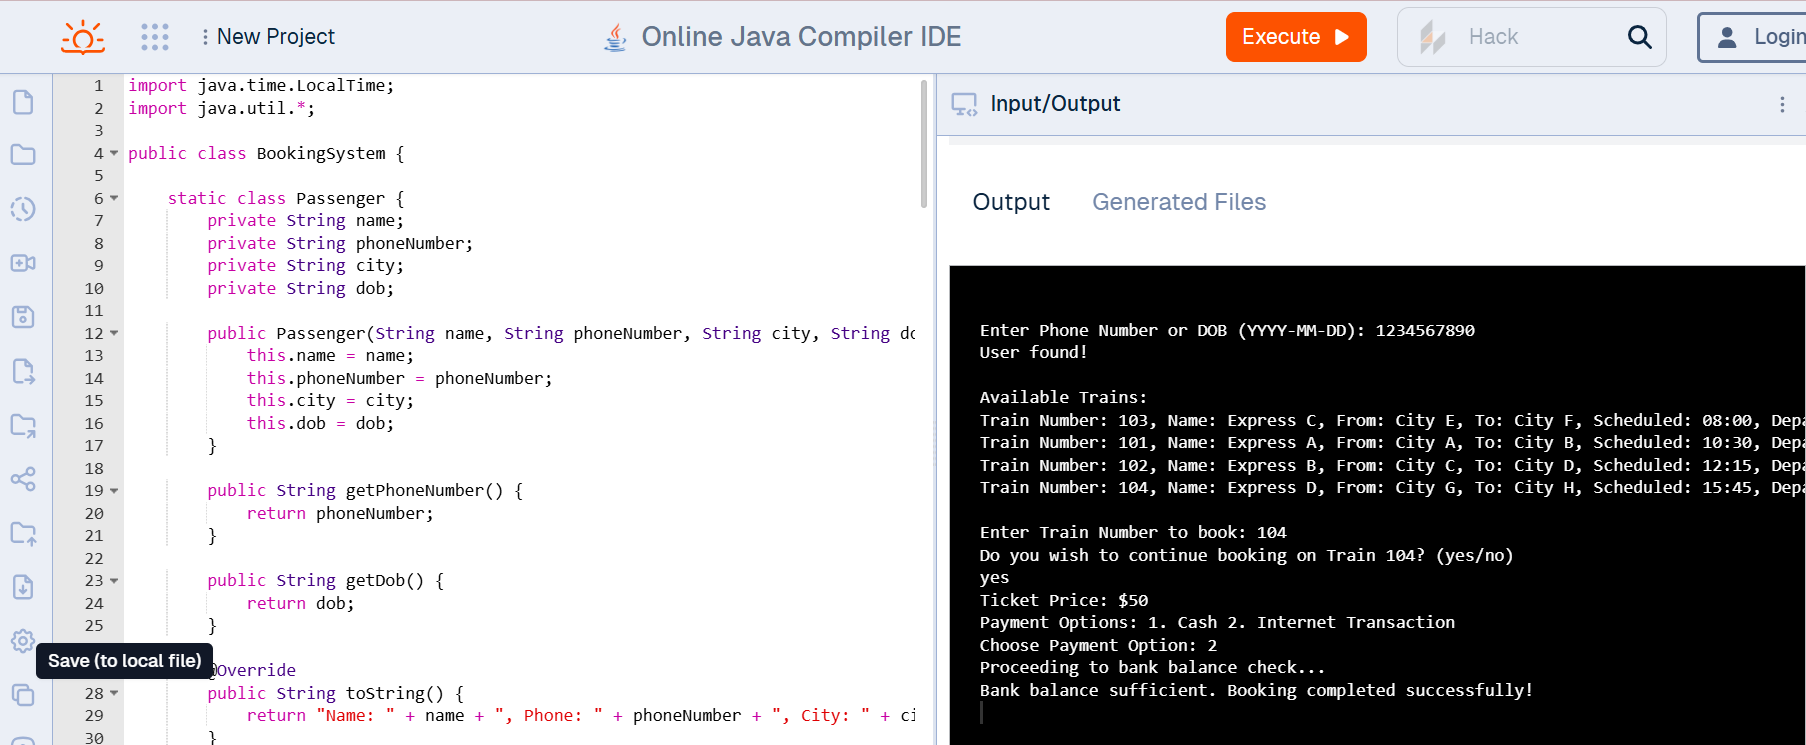 New Project
Online Java Compiler IDE
Execute
Hack
Login
1 import java.time.LocalTime;
2 import java.util.*;
3
4 public class BookingSystem {
5
6 static class Passenger {
7 private String name;
8 private String phoneNumber;
9 private String city;
10 private String dob;
11
12 public Passenger(String name, String phoneNumber, String city, String do
13 this.name = name;
14 this.phoneNumber = phoneNumber;
15 this.city = city;
16 this.dob = dob;
17 }
18
19 public String getPhoneNumber() {
20 return phoneNumber;
21 }
22
23 public String getDob() {
24 return dob;
25 }
Save (to local file)
@Override
28 public String toString() {
29 return "Name: " + name + ", Phone: " + phoneNumber + ", City: " + ci
30 }
Input/Output
Output Generated Files
Enter Phone Number or DOB (YYYY-MM-DD): 1234567890
User found!
Available Trains:
Train Number: 103, Name: Express C, From: City E, To: City F, Scheduled: 08:00, Depa
Train Number: 101, Name: Express A, From: City A, To: City B, Scheduled: 10:30, Depa
Train Number: 102, Name: Express B, From: City C, To: City D, Scheduled: 12:15, Depa
Train Number: 104, Name: Express D, From: City G, To: City H, Scheduled: 15:45, Depa
Enter Train Number to book: 104
Do you wish to continue booking on Train 104? (yes/no)
yes
Ticket Price: $50
Payment Options: 1. Cash 2. Internet Transaction
Choose Payment Option: 2
Proceeding to bank balance check...
Bank balance sufficient. Booking completed successfully!